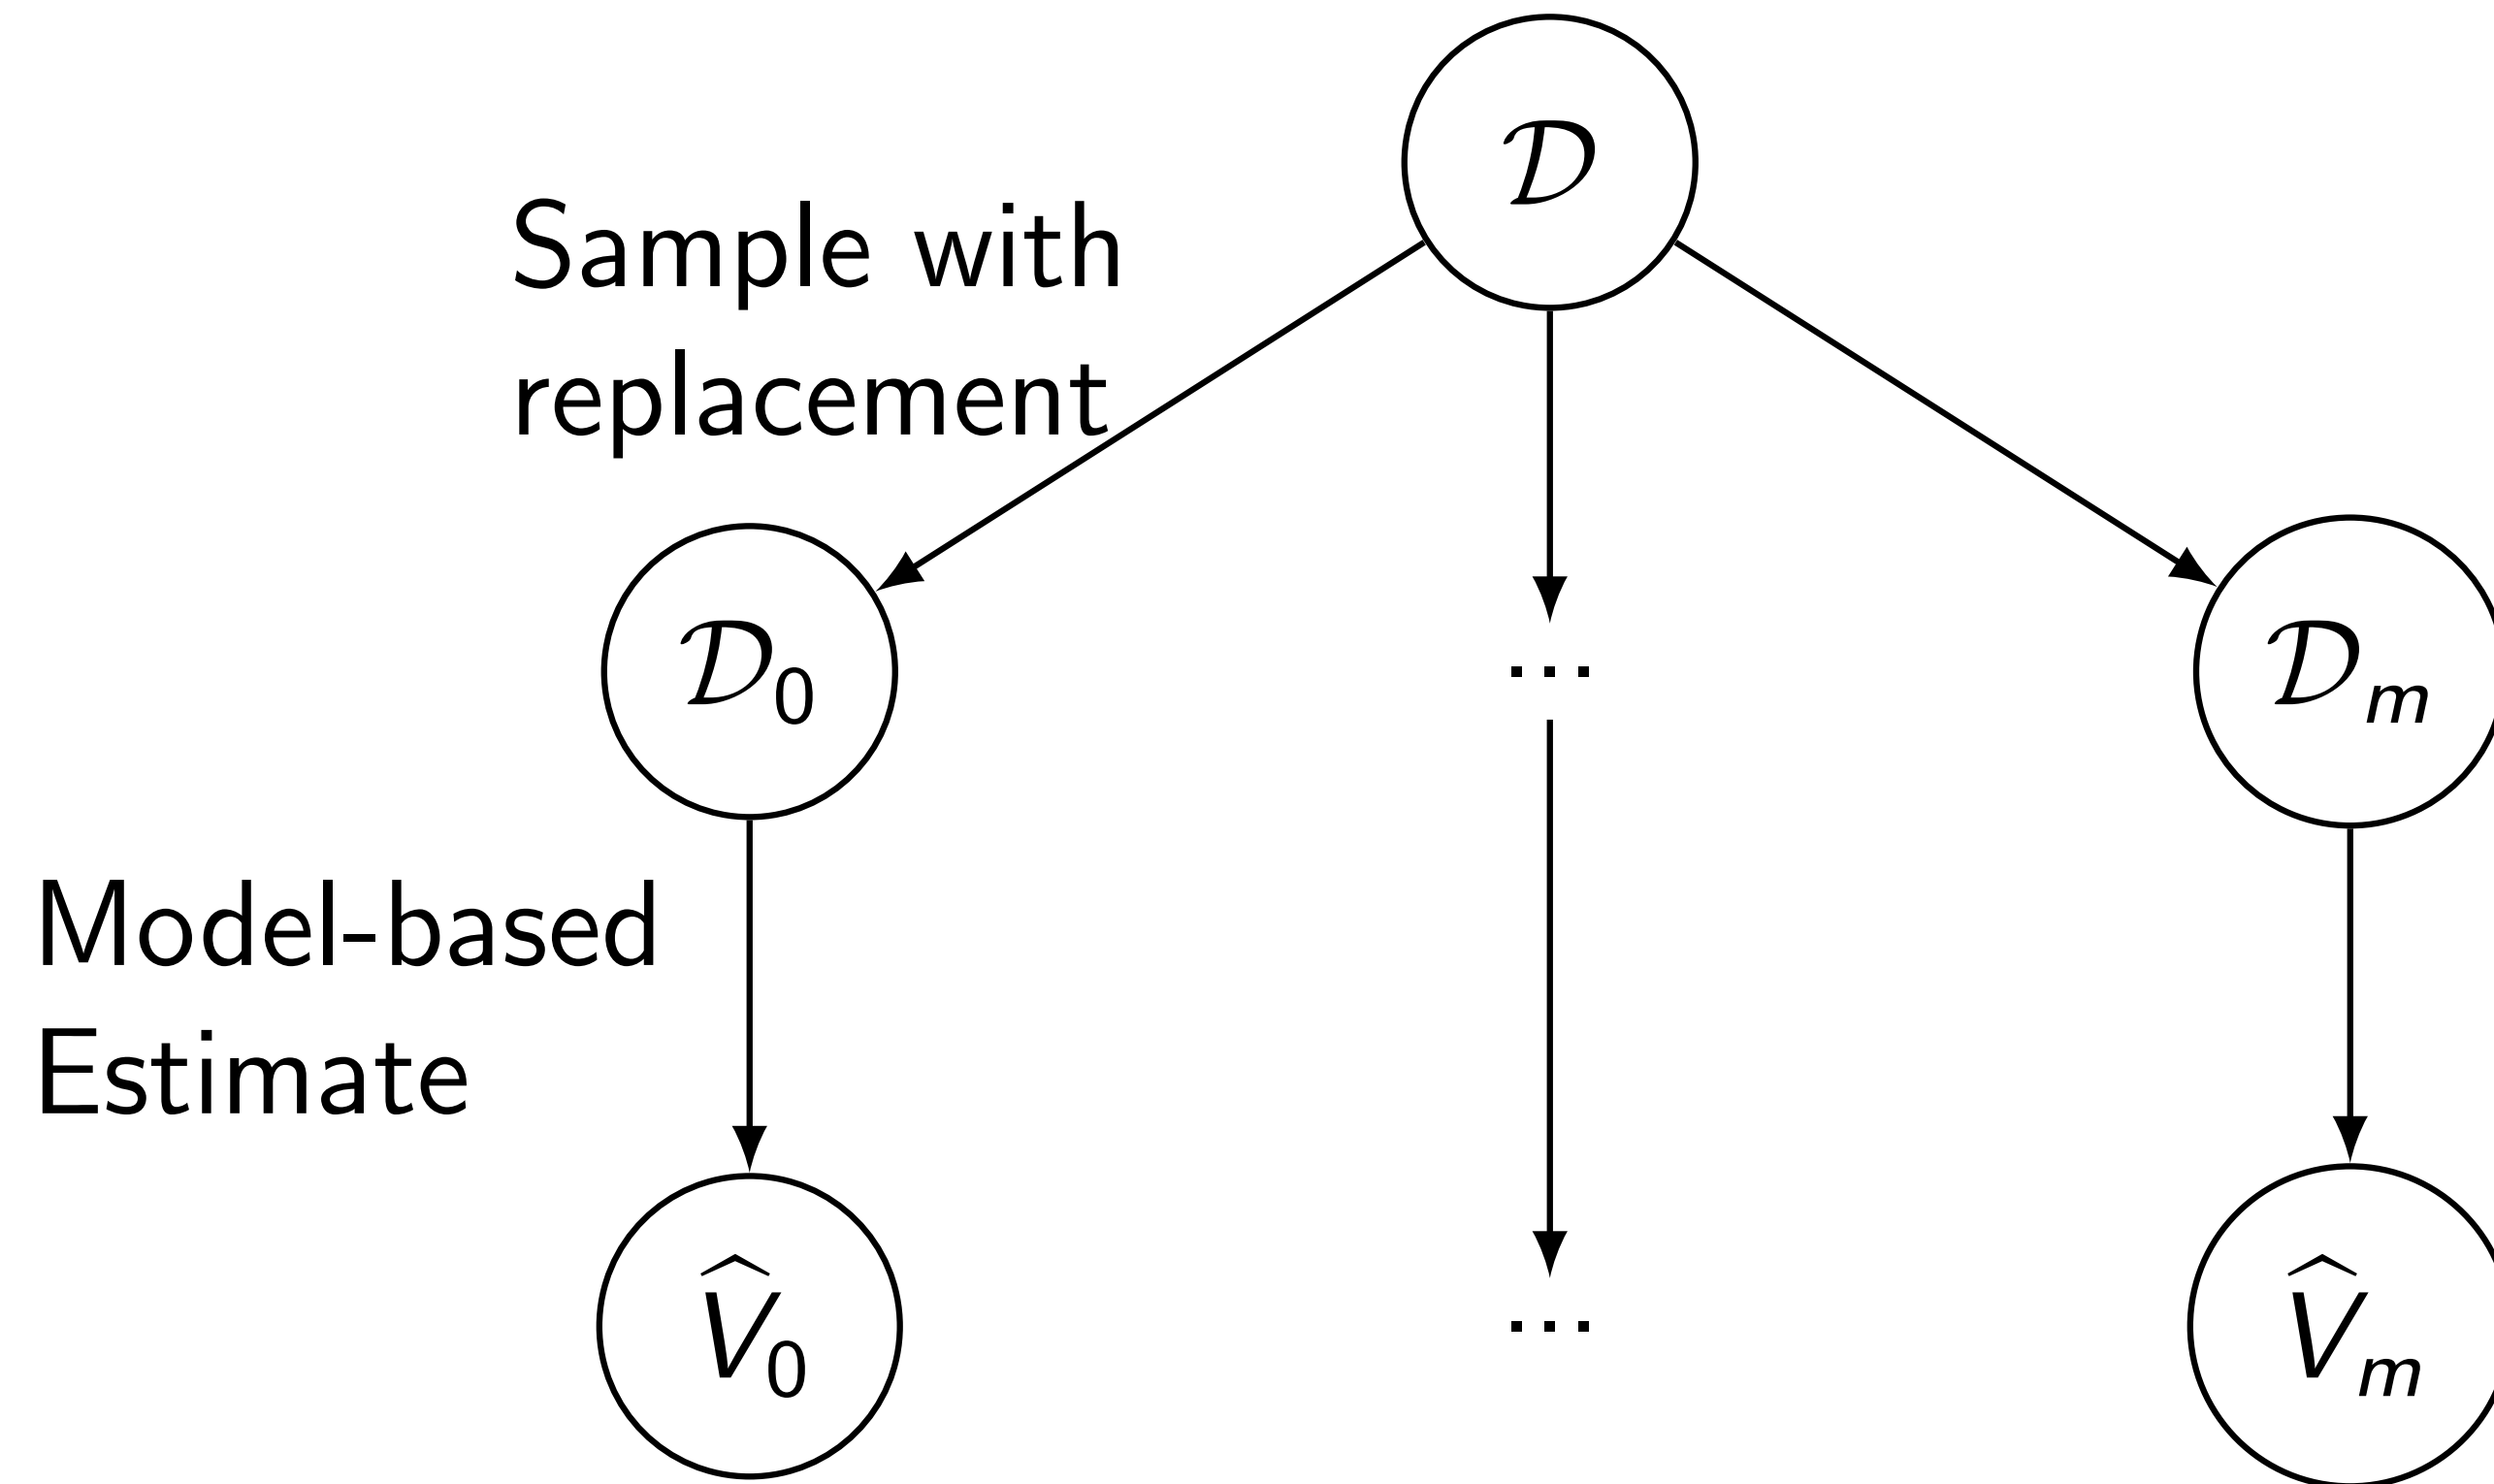 𝒟
Sample with
replacement
𝒟₀ ... 𝒟ₘ
Model-based
Estimate
V̂₀ ... V̂ₘ